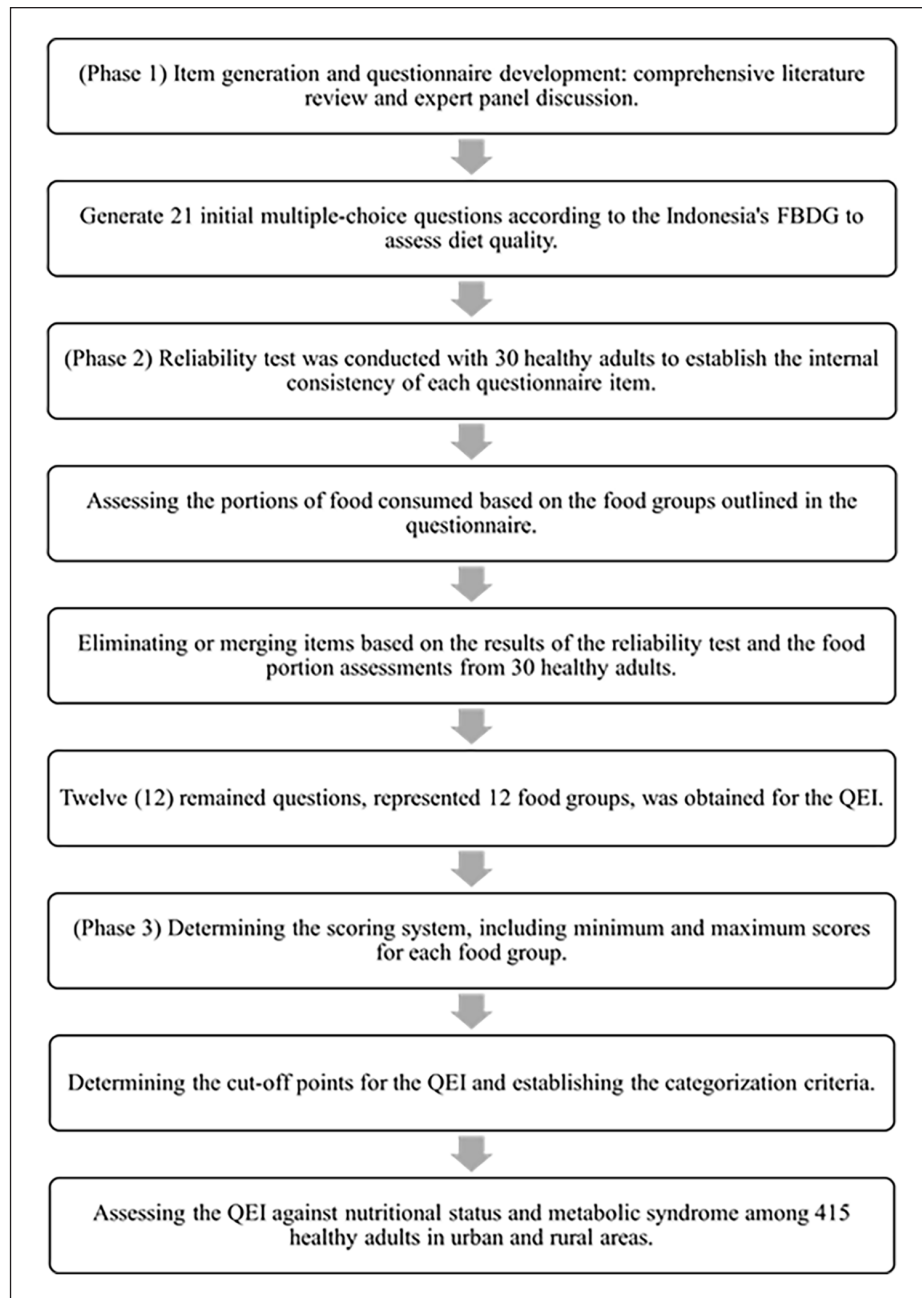 (Phase 1) Item generation and questionnaire development: comprehensive literature
review and expert panel discussion.
Generate 21 initial multiple-choice questions according to the Indonesia's FBDG to
assess diet quality.
(Phase 2) Reliability test was conducted with 30 healthy adults to establish the internal
consistency of each questionnaire item.
Assessing the portions of food consumed based on the food groups outlined in the
questionnaire.
Eliminating or merging items based on the results of the reliability test and the food
portion assessments from 30 healthy adults.
Twelve (12) remained questions, represented 12 food groups, was obtained for the QEI.
(Phase 3) Determining the scoring system, including minimum and maximum scores
for each food group.
Determining the cut-off points for the QEI and establishing the categorization criteria.
Assessing the QEI against nutritional status and metabolic syndrome among 415
healthy adults in urban and rural areas.